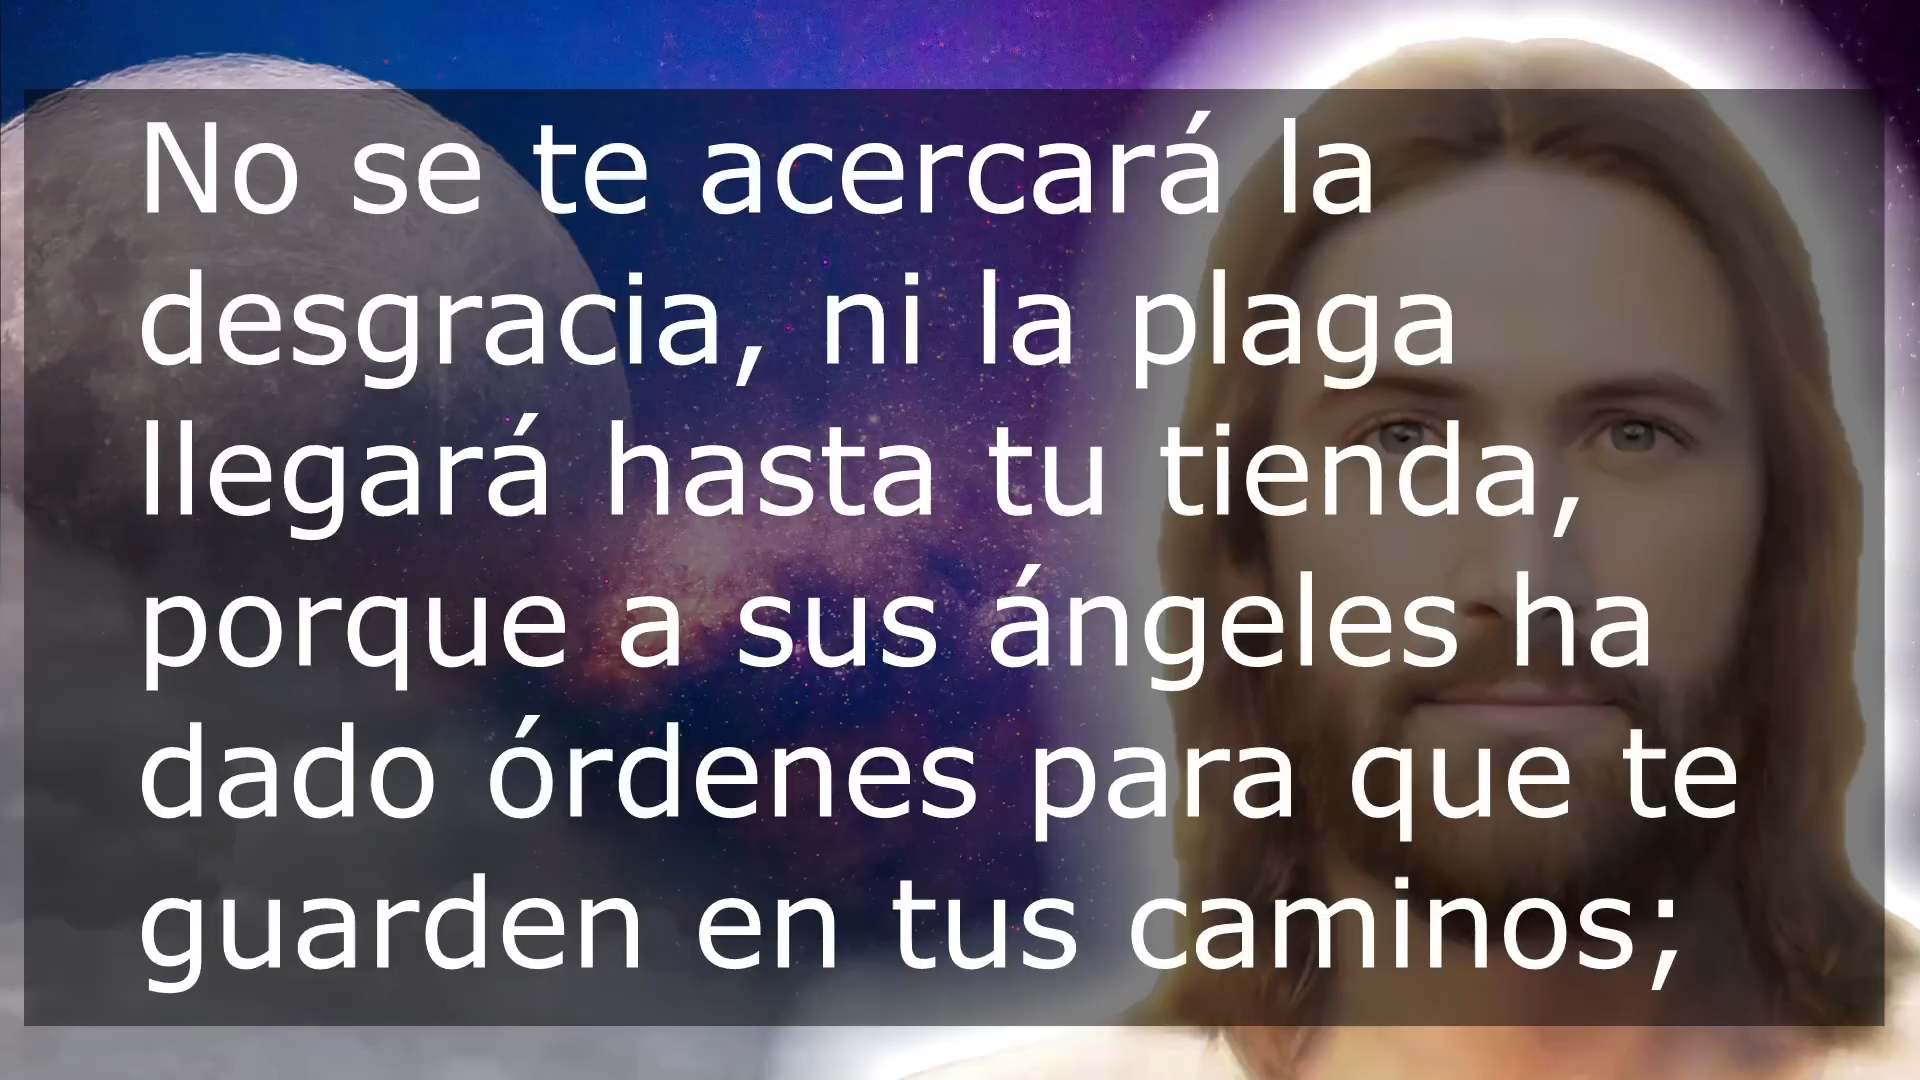 No se te acercará la
desgracia, ni la plaga
llegará hasta tu tienda,
porque a sus ángeles ha
dado órdenes para que te
guarden en tus caminos;